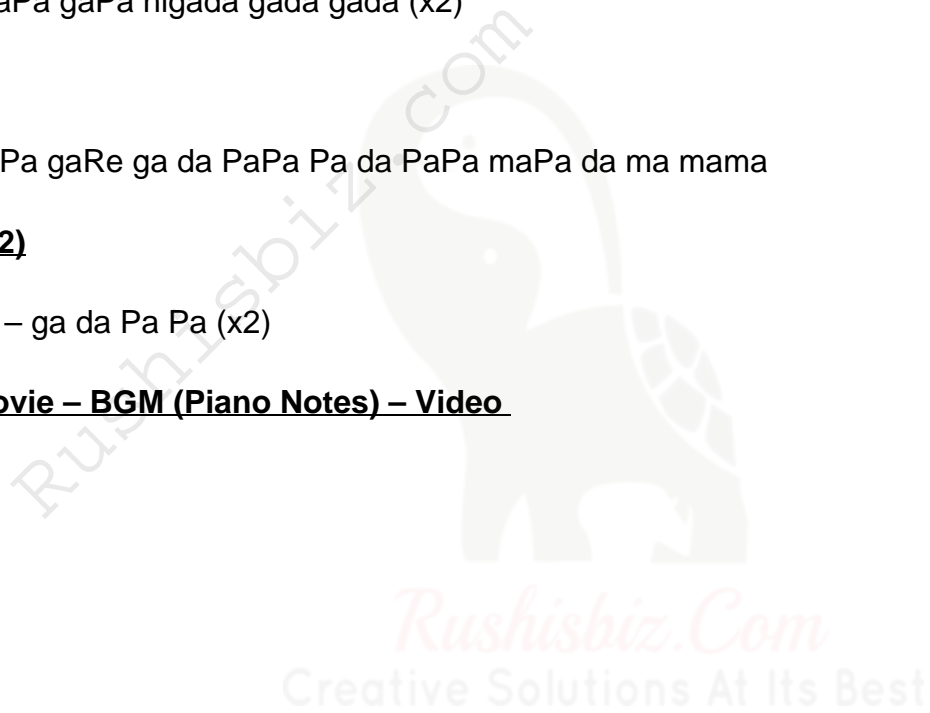 aPa gaPa nigada gada gada (x2)
Pa gaRe ga da PaPa Pa da PaPa maPa da ma mama
2)
– ga da Pa Pa (x2)
ovie – BGM (Piano Notes) – Video
Rushisbiz.com
Rushisbiz.Com
Creative Solutions At Its Best